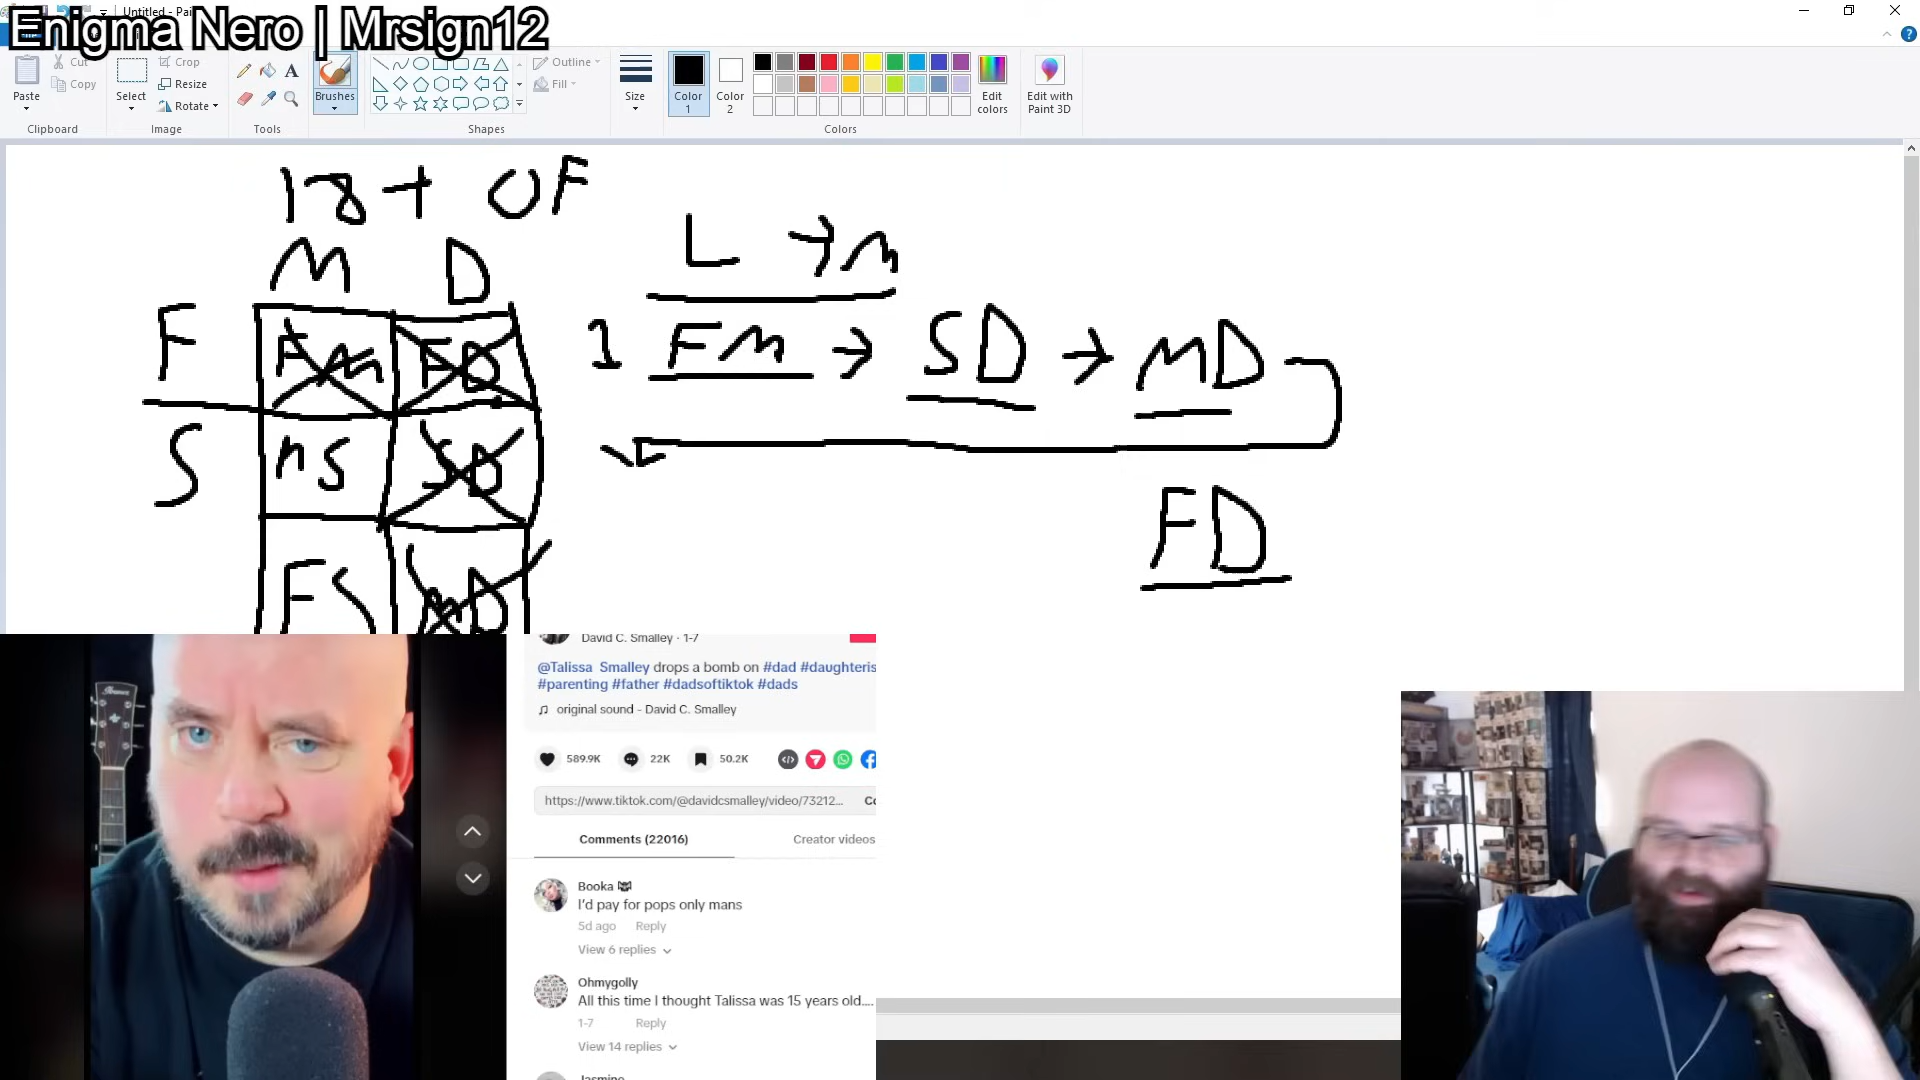 Untitled - Pai
Enigma Nero | Mrsign12
Cut
Copy
Paste
Clipboard
Select
Crop
Resize
Rotate
Image
Tools
Brushes
Shapes
Outline
Fill
Size
Color 1
Color 2
Colors
Edit colors
Edit with Paint 3D
18+ OF
M D
L → m
F FM FD
1 FM → SD → MD
S MS SD
FD
FS MD
David C. Smalley · 1-7
@Talissa Smalley drops a bomb on #dad #daughteris
#parenting #father #dadsoftiktok #dads
original sound - David C. Smalley
589.9K 22K 50.2K
https://www.tiktok.com/@davidcsmalley/video/73212... Co
Comments (22016) Creator videos
Booka
I'd pay for pops only mans
5d ago Reply
View 6 replies
Ohmygolly
All this time I thought Talissa was 15 years old....
1-7 Reply
View 14 replies
Jasmine